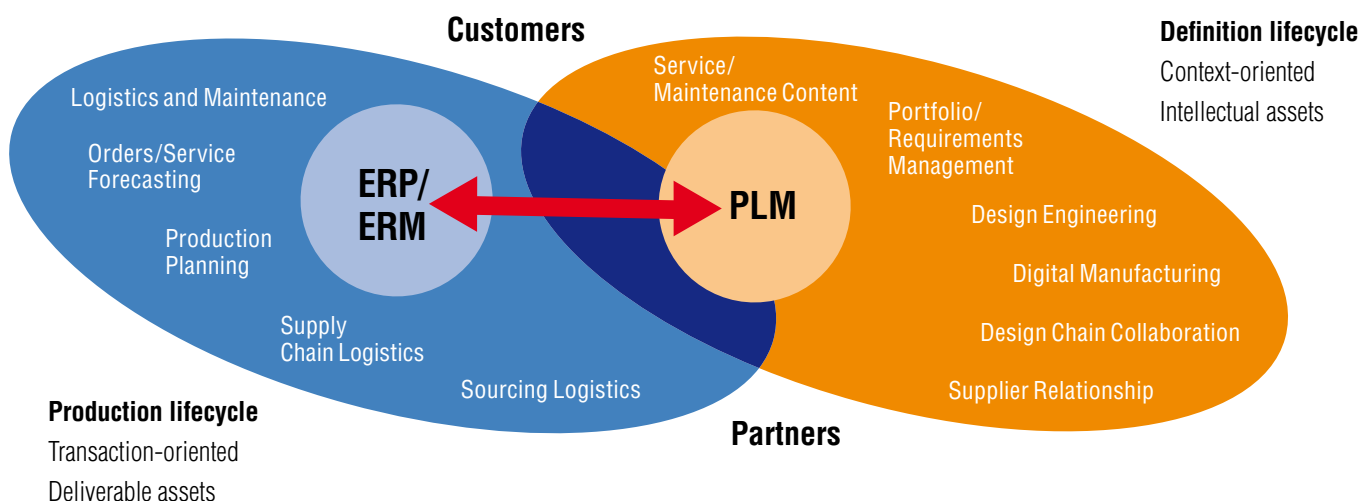 Customers
Definition lifecycle
Context-oriented
Intellectual assets
Logistics and Maintenance
Orders/Service
Forecasting
Production
Planning
Supply
Chain Logistics
Sourcing Logistics
ERP/
ERM
PLM
Service/
Maintenance Content
Portfolio/
Requirements
Management
Design Engineering
Digital Manufacturing
Design Chain Collaboration
Supplier Relationship
Production lifecycle
Transaction-oriented
Deliverable assets
Partners